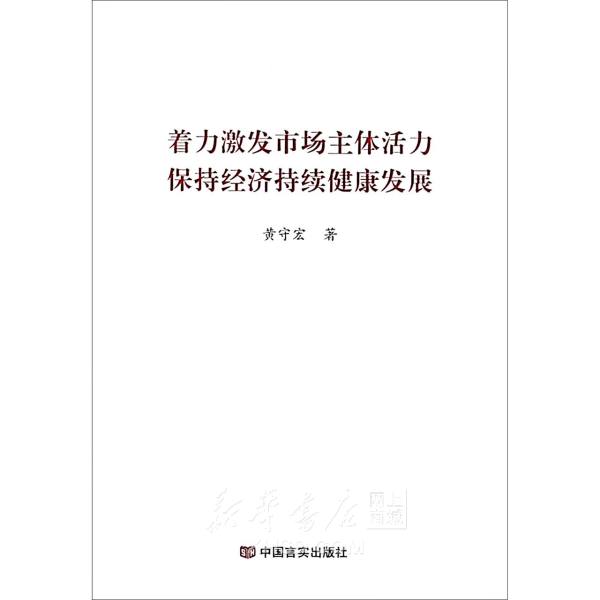 着力激发市场主体活力
保持经济持续健康发展
黄守宏 著
新华书店
网上商城
中国言实出版社